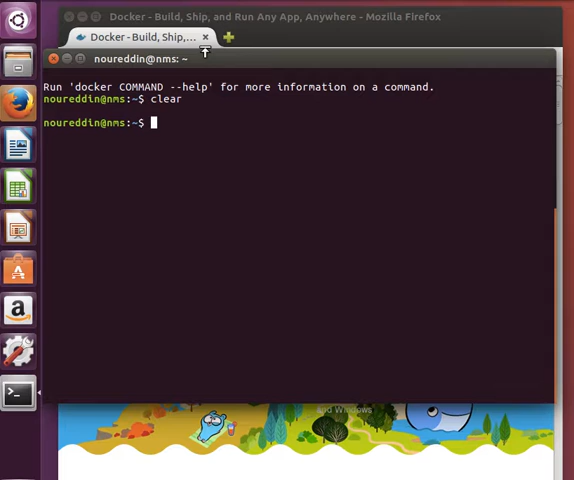 Docker - Build, Ship, and Run Any App, Anywhere - Mozilla Firefox
Docker - Build, Ship,...
noureddin@nms: ~
Run 'docker COMMAND --help' for more information on a command.
noureddin@nms:~$ clear
noureddin@nms:~$
and Windows